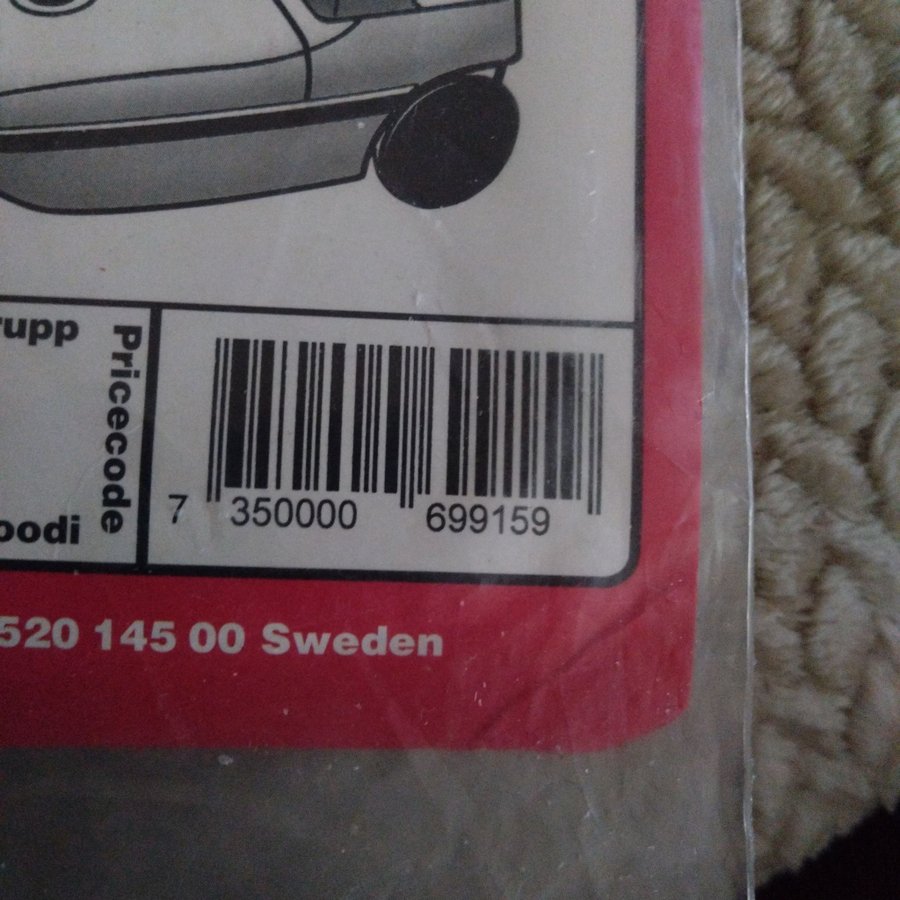 rupp
Pricecode
oodi
7 350000 699159
520 145 00 Sweden